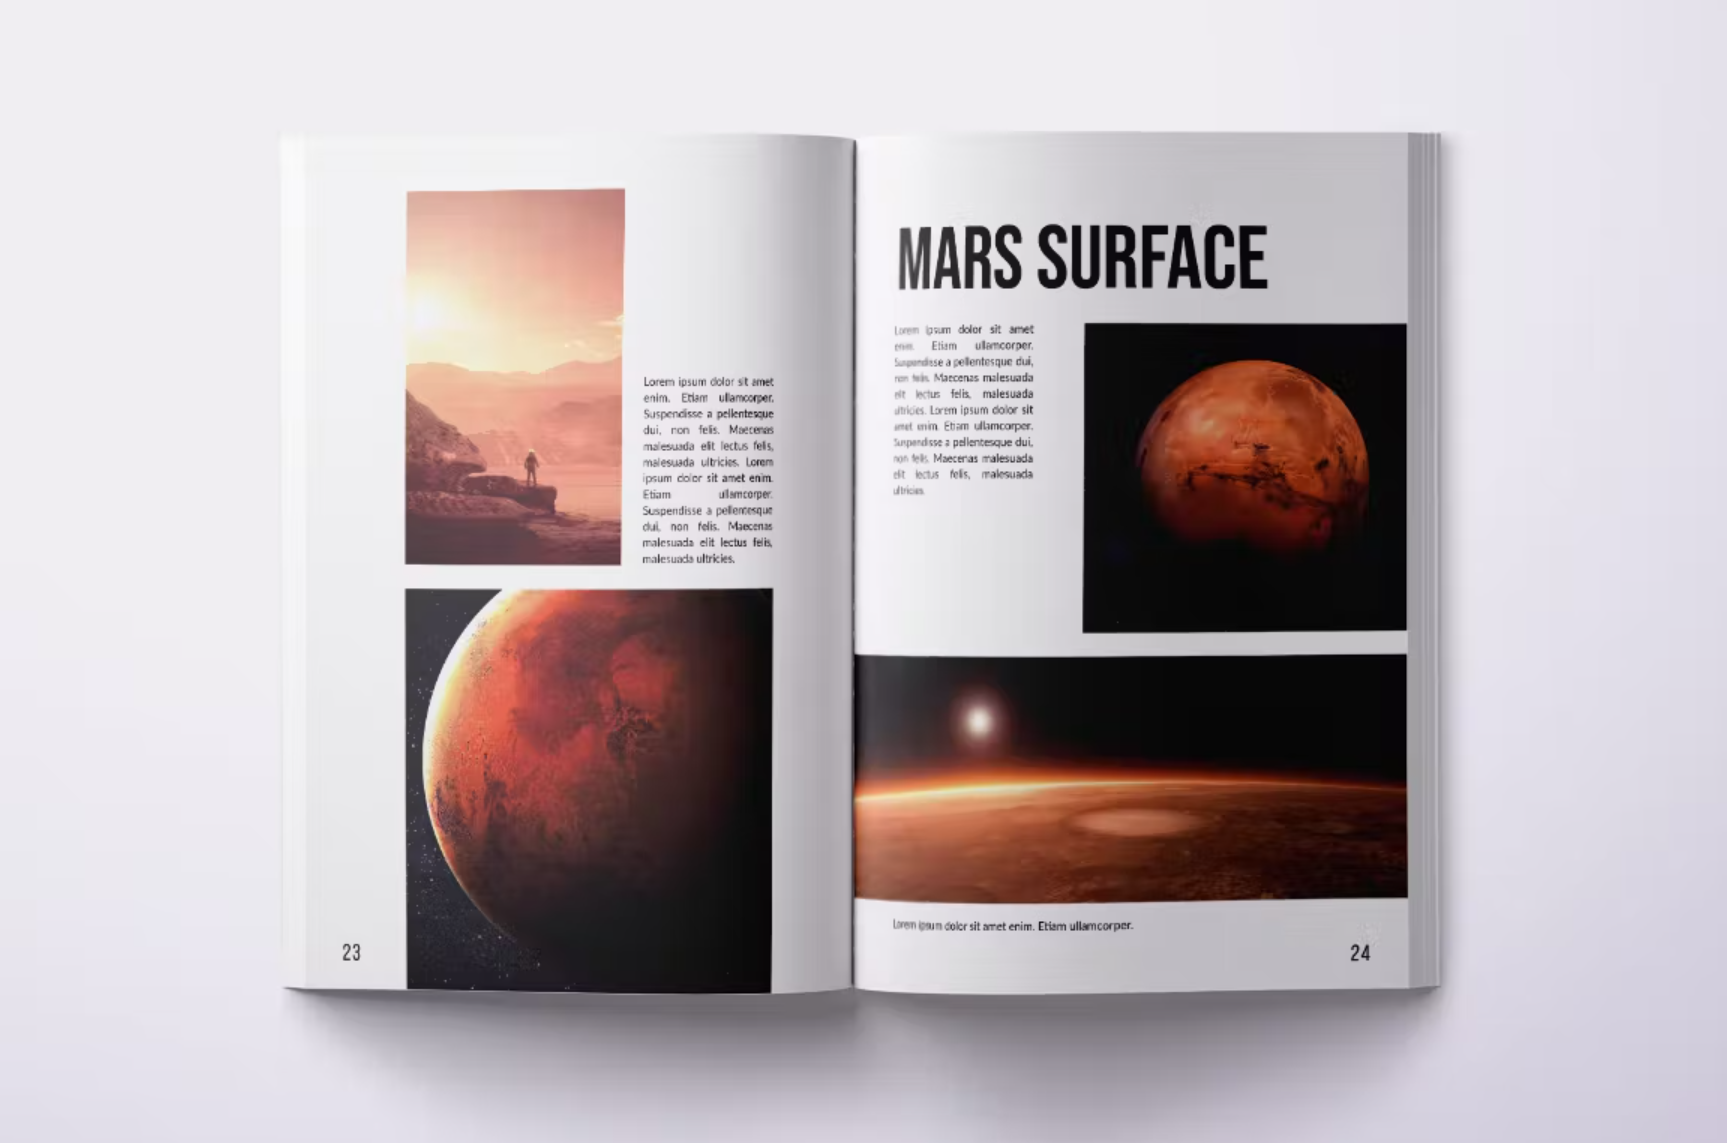 Lorem ipsum dolor sit amet
enim. Etiam ullamcorper.
Suspendisse a pellentesque
dui, non felis. Maecenas
malesuada elit lectus felis,
malesuada ultricies. Lorem
ipsum dolor sit amet enim.
Etiam ullamcorper.
Suspendisse a pellentesque
dui, non felis. Maecenas
malesuada elit lectus felis,
malesuada ultricies.
23
MARS SURFACE
Lorem ipsum dolor sit amet
enim. Etiam ullamcorper.
Suspendisse a pellentesque dui,
non felis. Maecenas malesuada
elit lectus felis, malesuada
ultricies. Lorem ipsum dolor sit
amet enim. Etiam ullamcorper.
Suspendisse a pellentesque dui,
non felis. Maecenas malesuada
elit lectus felis, malesuada
ultricies.
Lorem ipsum dolor sit amet enim. Etiam ullamcorper.
24